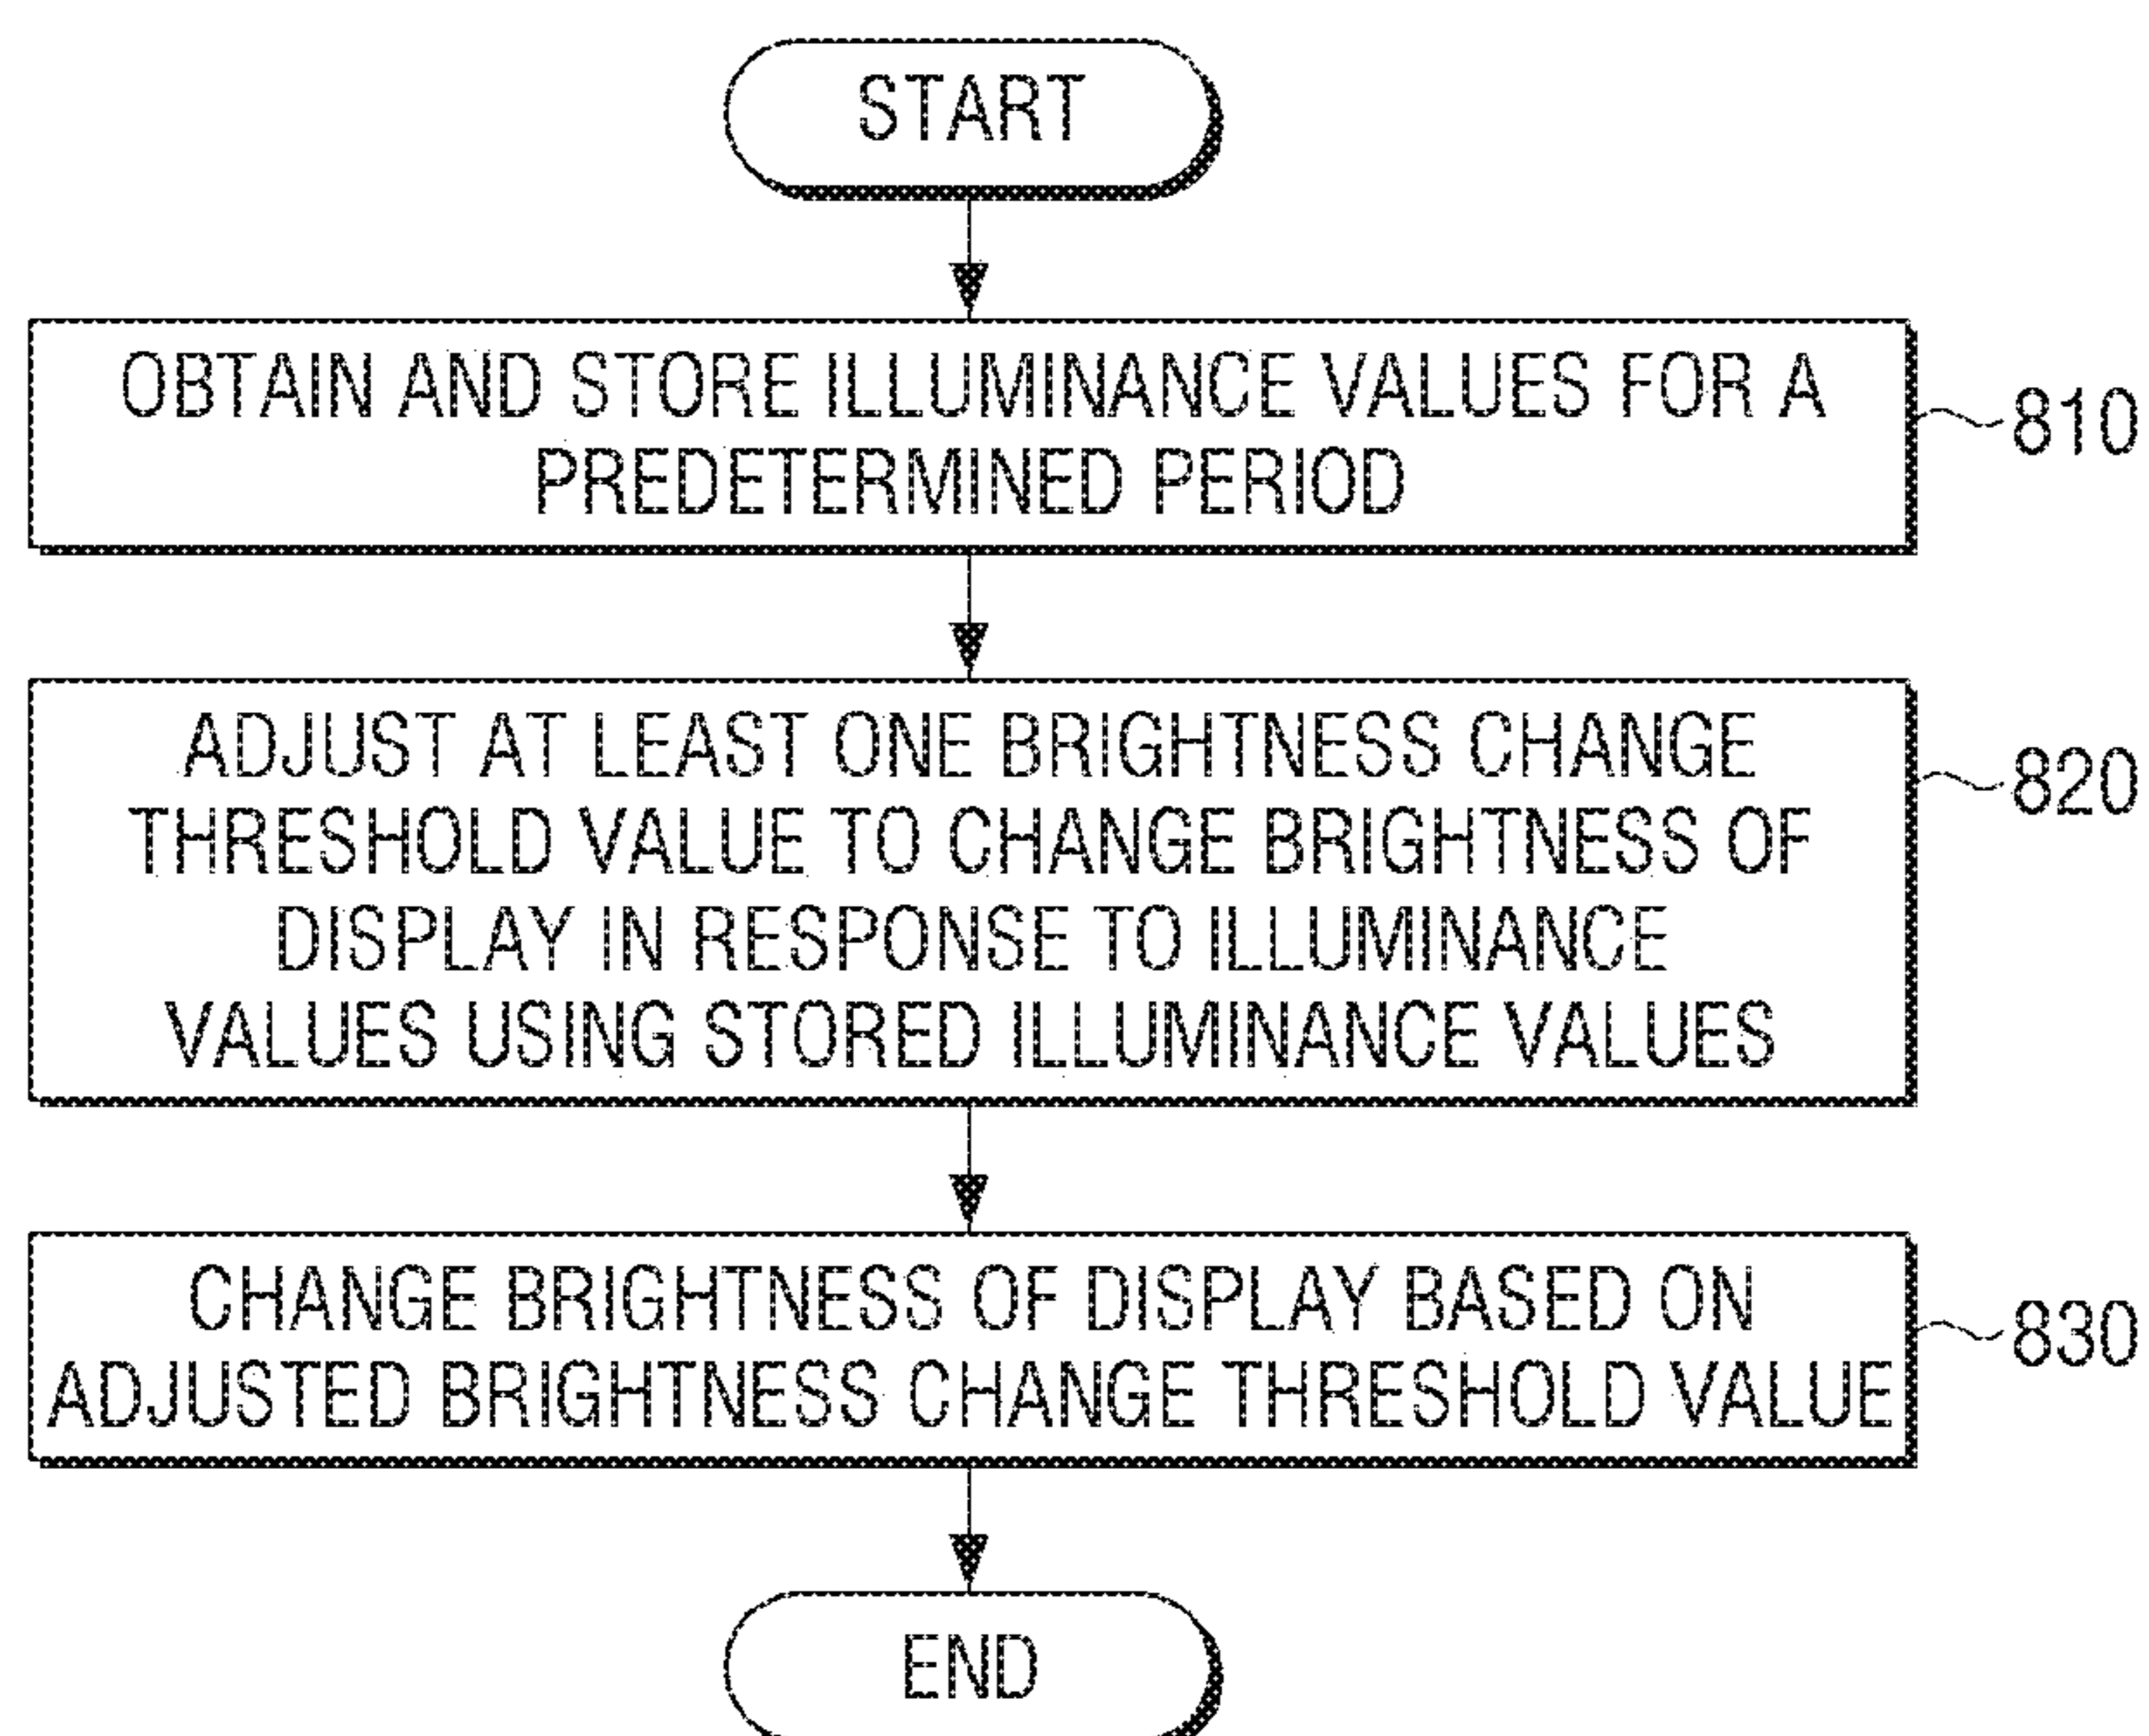 START
OBTAIN AND STORE ILLUMINANCE VALUES FOR A
PREDETERMINED PERIOD
810
ADJUST AT LEAST ONE BRIGHTNESS CHANGE
THRESHOLD VALUE TO CHANGE BRIGHTNESS OF
DISPLAY IN RESPONSE TO ILLUMINANCE
VALUES USING STORED ILLUMINANCE VALUES
820
CHANGE BRIGHTNESS OF DISPLAY BASED ON
ADJUSTED BRIGHTNESS CHANGE THRESHOLD VALUE
830
END